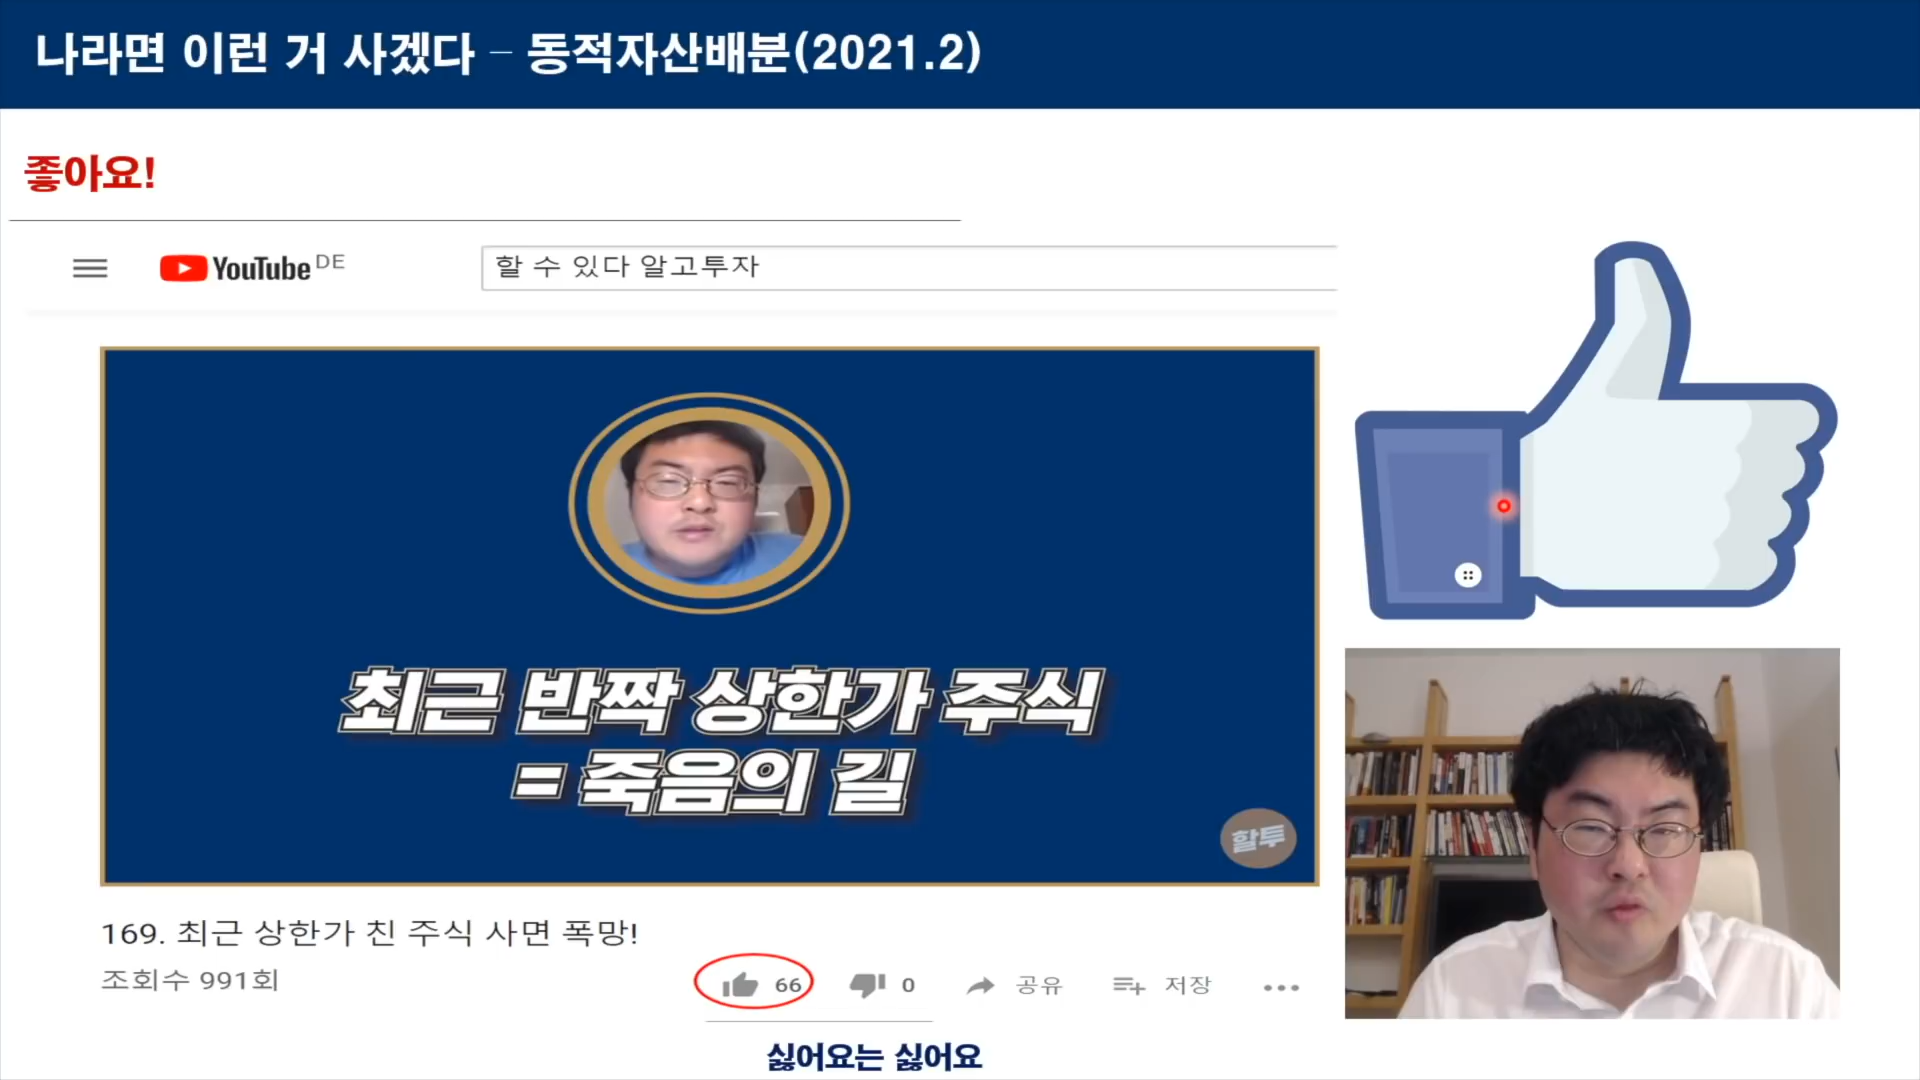 나라면 이런 거 사겠다 – 동적자산배분(2021.2)
좋아요!
YouTube DE
할 수 있다 알고투자
최근 반짝 상한가 주식
= 죽음의 길
할투
169. 최근 상한가 친 주식 사면 폭망!
조회수 991회
66 0 공유 저장
싫어요는 싫어요